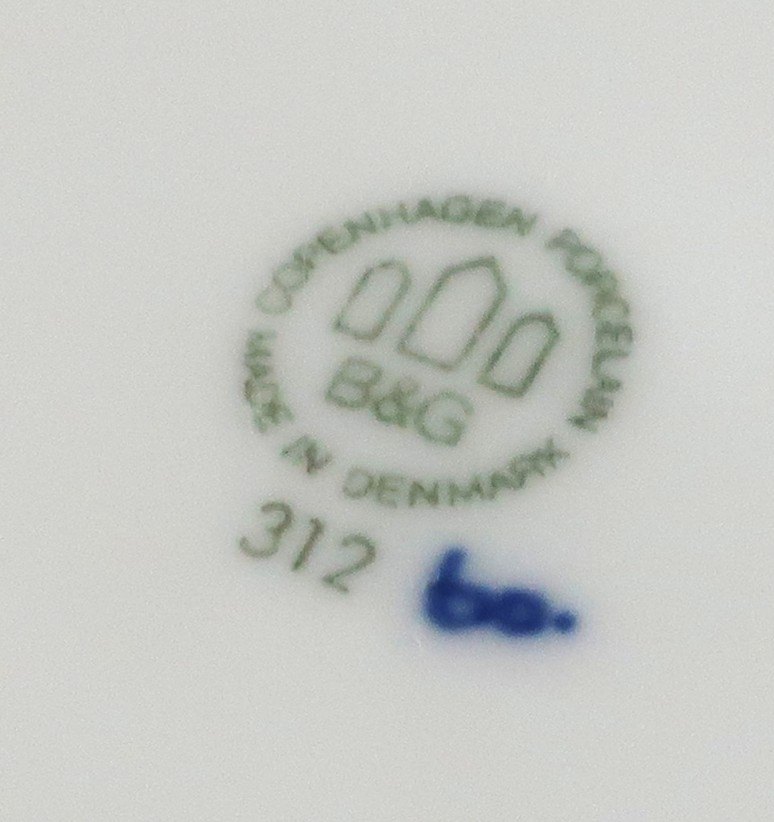 COPENHAGEN PORCELAIN
B&G
MADE IN DENMARK
312